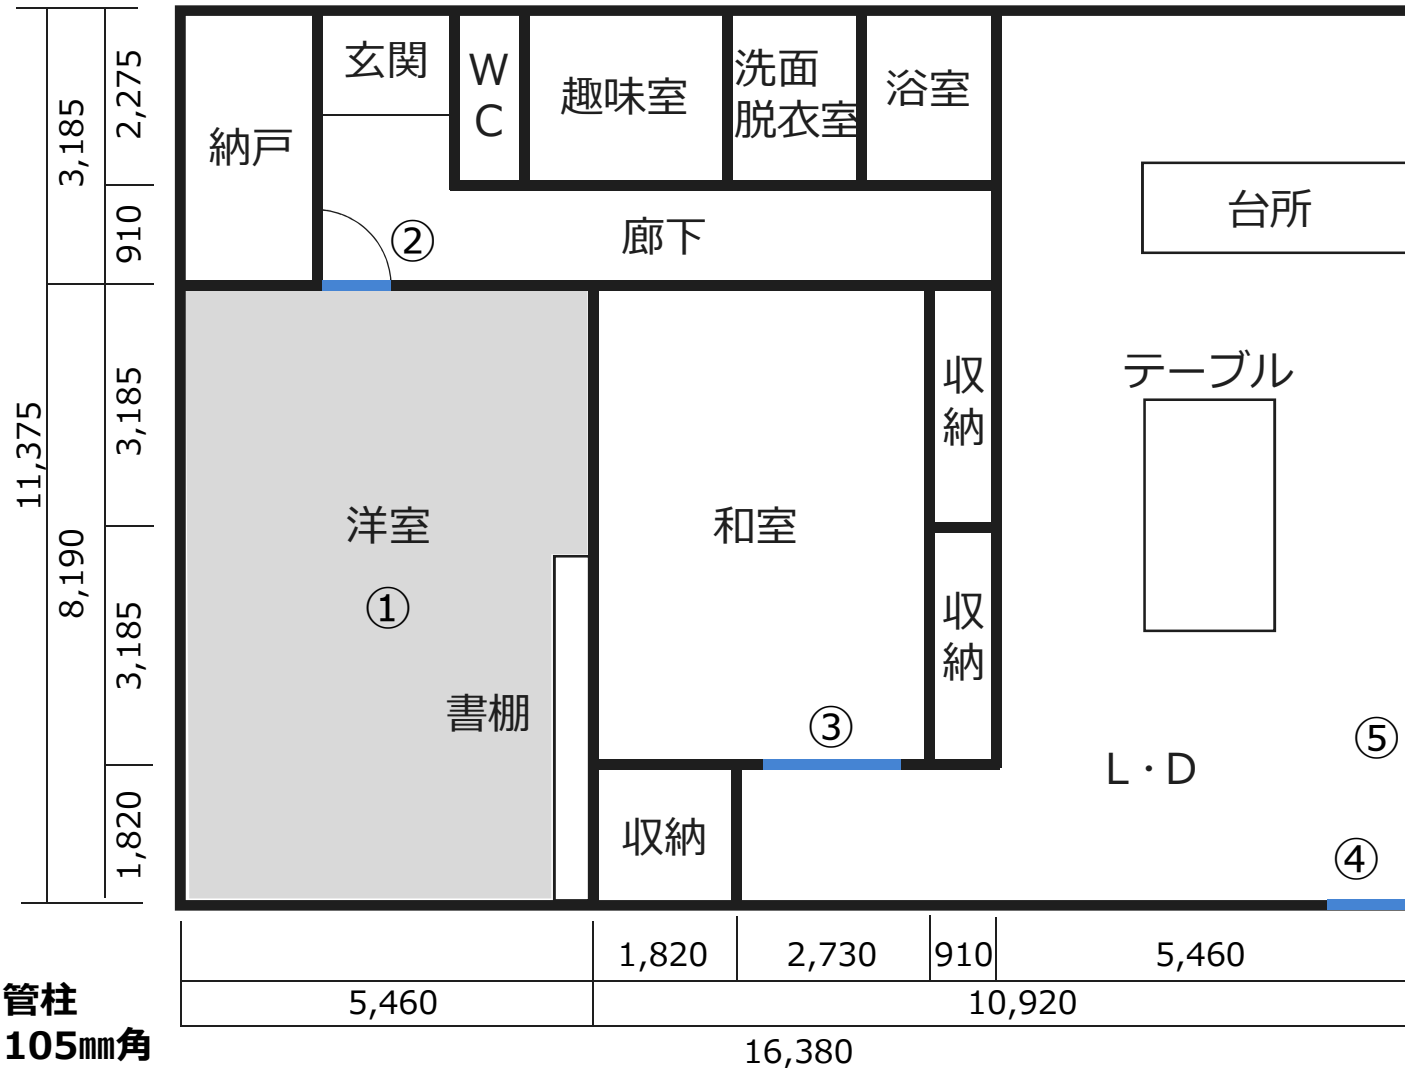 玄関
WC
趣味室
洗面
脱衣室
浴室
納戸
台所
②
廊下
テーブル
収納
洋室
和室
①
収納
書棚
③
⑤
L・D
収納
④
2,275
3,185
910
3,185
11,375
8,190
3,185
1,820
1,820
2,730
910
5,460
5,460
10,920
16,380
管柱
105㎜角